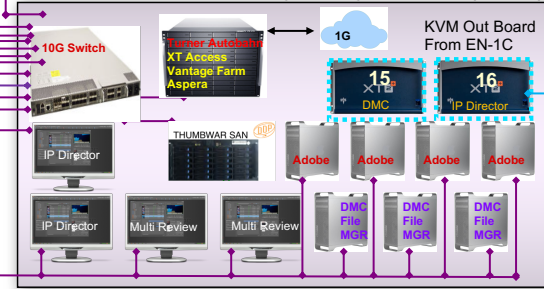 KVM Out Board
From EN-1C
1G
10G Switch
Turner Autobahn
XT Access
Vantage Farm
Aspera
15
DMC
16
IP Director
THUMBWAR SAN
IP Director
Adobe
Adobe
Adobe
Adobe
IP Director
Multi Review
Multi Review
DMC
File
MGR
DMC
File
MGR
DMC
File
MGR